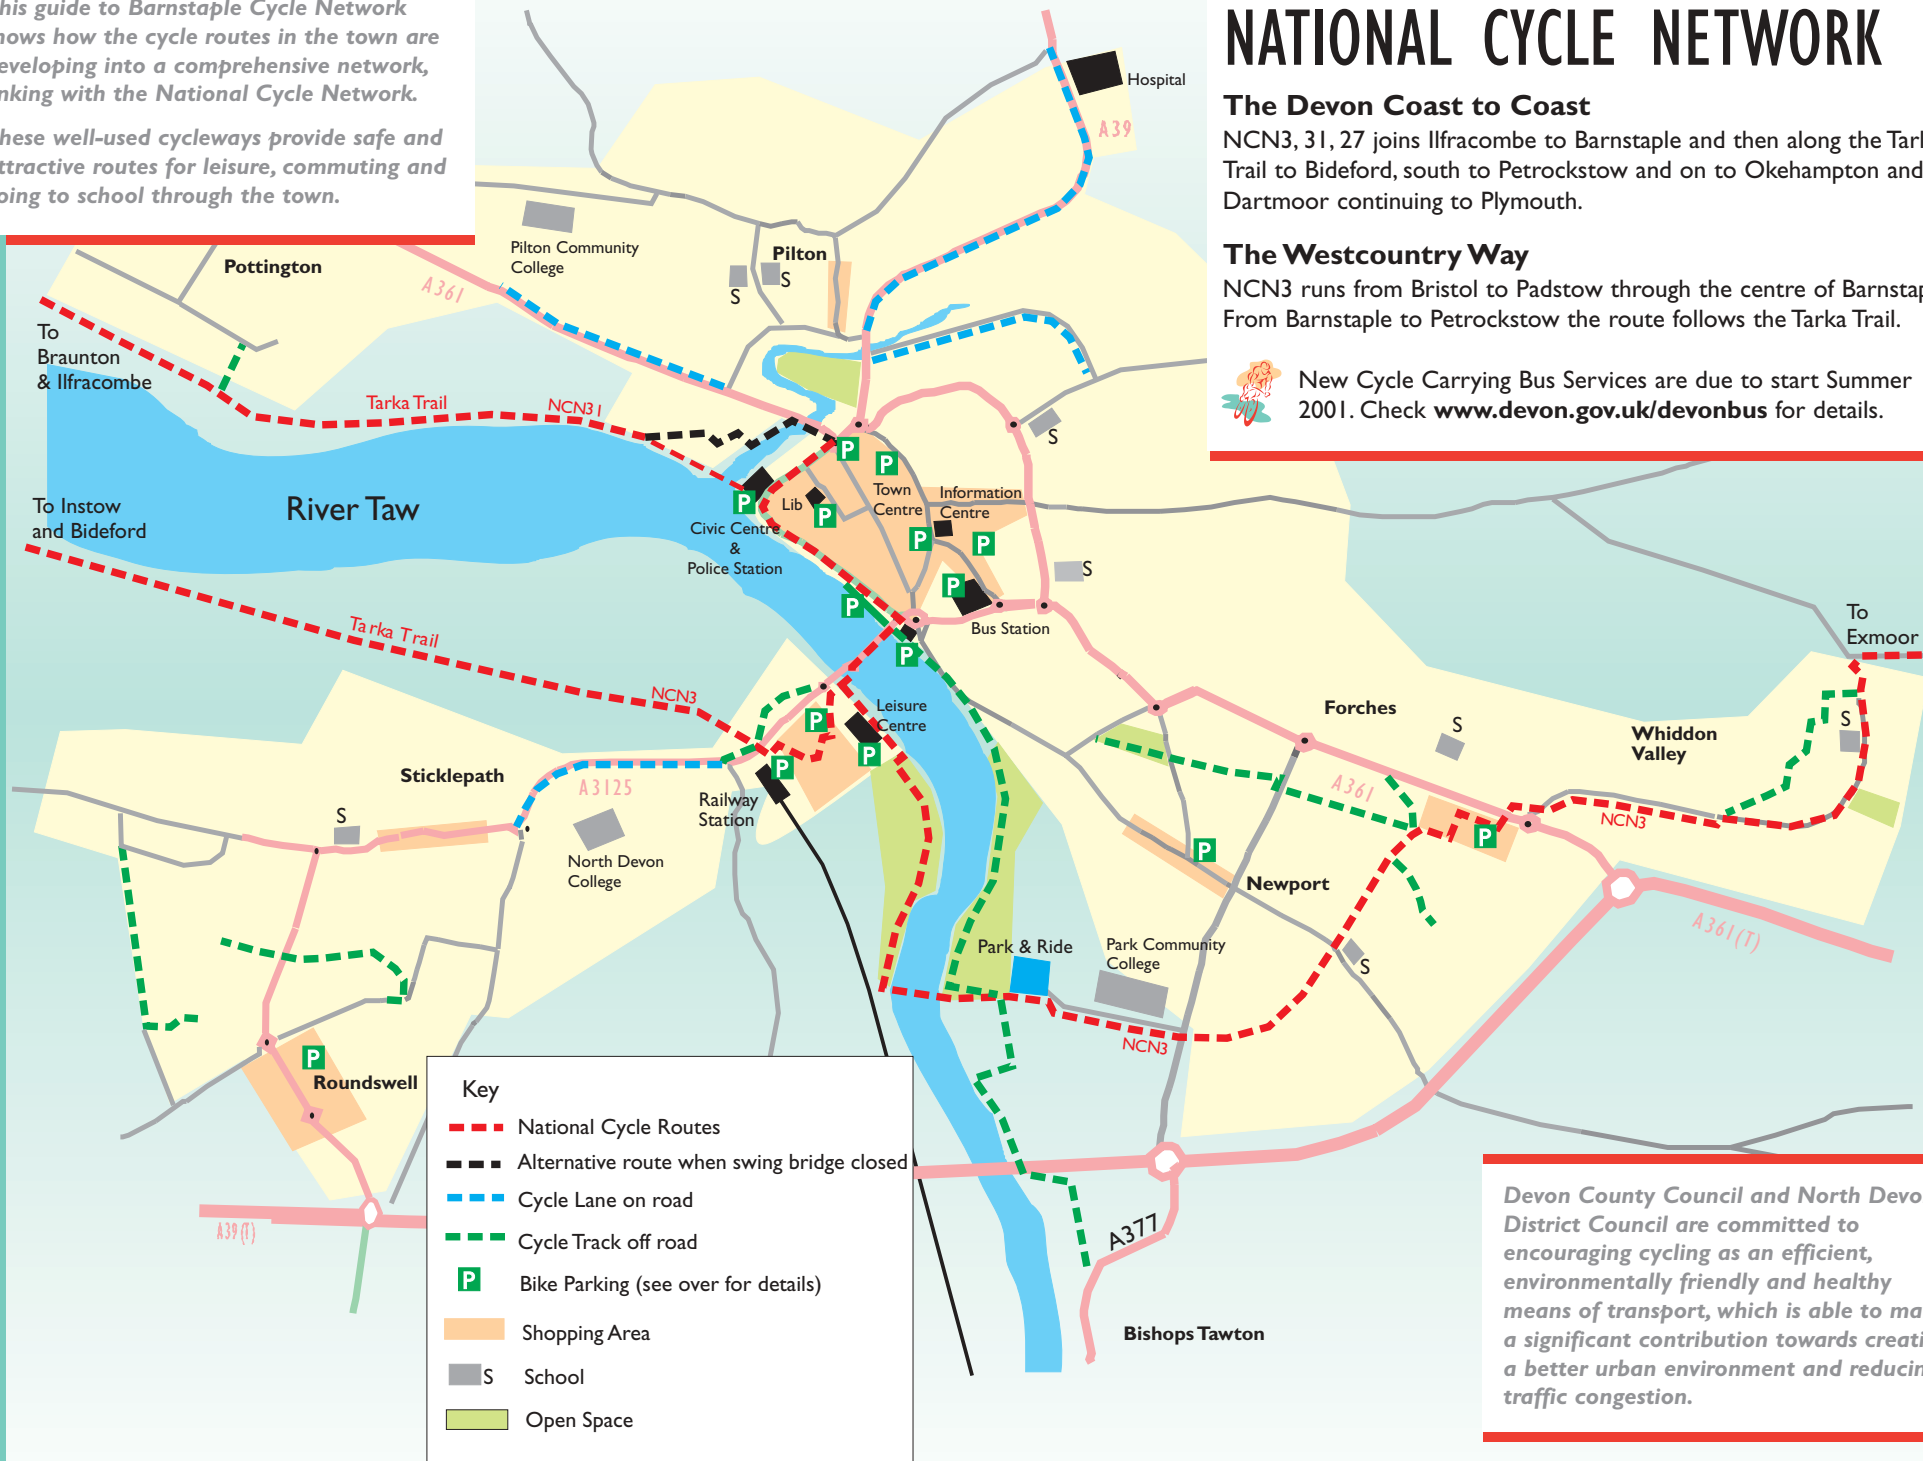 his guide to Barnstaple Cycle Network
hows how the cycle routes in the town are
eveloping into a comprehensive network,
nking with the National Cycle Network.
hese well-used cycleways provide safe and
ttractive routes for leisure, commuting and
oing to school through the town.
NATIONAL CYCLE NETWORK
The Devon Coast to Coast
NCN3, 31, 27 joins Ilfracombe to Barnstaple and then along the Tark
Trail to Bideford, south to Petrockstow and on to Okehampton and
Dartmoor continuing to Plymouth.
The Westcountry Way
NCN3 runs from Bristol to Padstow through the centre of Barnstap
From Barnstaple to Petrockstow the route follows the Tarka Trail.
New Cycle Carrying Bus Services are due to start Summer
2001. Check www.devon.gov.uk/devonbus for details.
Hospital
A39
Pilton Community
College
Pilton
S
S
Pottington
A361
To
Braunton
& Ilfracombe
Tarka Trail
NCN31
S
P
P
To Instow
and Bideford
River Taw
P
Lib
P
Town
Centre
Information
Centre
Civic Centre
&
Police Station
P
P
S
P
P
Bus Station
P
Tarka Trail
NCN3
To
Exmoor
Leisure
Centre
P
P
P
Forches
S
Whiddon
Valley
S
Sticklepath
A3125
Railway
Station
S
North Devon
College
A361
NCN3
P
P
Newport
A361(T)
Park & Ride
Park Community
College
S
NCN3
P
Roundswell
A39(T)
A377
Bishops Tawton
Key
National Cycle Routes
Alternative route when swing bridge closed
Cycle Lane on road
Cycle Track off road
P Bike Parking (see over for details)
Shopping Area
S School
Open Space
Devon County Council and North Devo
District Council are committed to
encouraging cycling as an efficient,
environmentally friendly and healthy
means of transport, which is able to ma
a significant contribution towards creati
a better urban environment and reducin
traffic congestion.